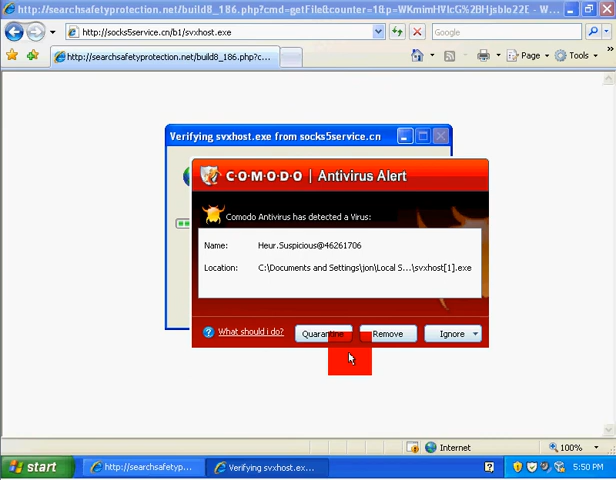 http://searchsafetyprotection.net/build8_186.php?cmd=getFile&counter=1&p=WKmimHVlcG%2BHjsblo22E - W...
http://socks5service.cn/b1/svxhost.exe
Google
http://searchsafetyprotection.net/build8_186.php?c...
Page
Tools
Verifying svxhost.exe from socks5service.cn
C·O·M·O·D·O | Antivirus Alert
Comodo Antivirus has detected a Virus:
Name: Heur.Suspicious@46261706
Location: C:\Documents and Settings\jon\Local S...\svxhost[1].exe
What should i do? Quarantine Remove Ignore
Internet 100%
start http://searchsafetyp... Verifying svxhost.exe... 5:50 PM